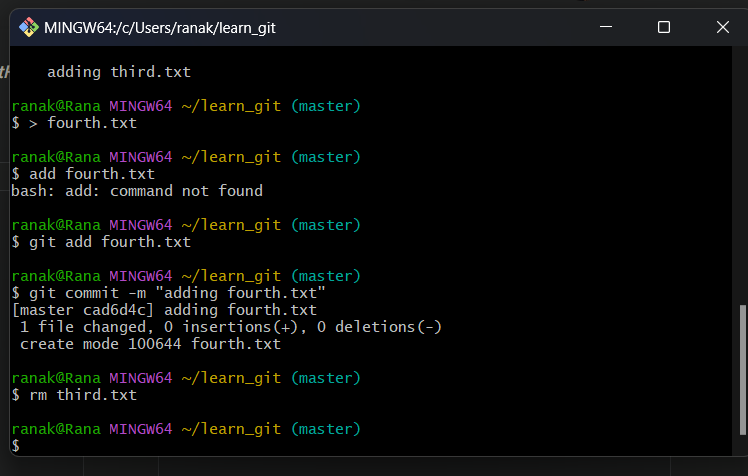 MINGW64:/c/Users/ranak/learn_git
adding third.txt
ranak@Rana MINGW64 ~/learn_git (master)
$ > fourth.txt
ranak@Rana MINGW64 ~/learn_git (master)
$ add fourth.txt
bash: add: command not found
ranak@Rana MINGW64 ~/learn_git (master)
$ git add fourth.txt
ranak@Rana MINGW64 ~/learn_git (master)
$ git commit -m "adding fourth.txt"
[master cad6d4c] adding fourth.txt
 1 file changed, 0 insertions(+), 0 deletions(-)
 create mode 100644 fourth.txt
ranak@Rana MINGW64 ~/learn_git (master)
$ rm third.txt
ranak@Rana MINGW64 ~/learn_git (master)
$